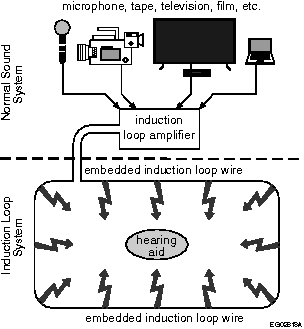 microphone, tape, television, film, etc.
Normal Sound
System
induction
loop amplifier
embedded induction loop wire
Induction Loop
System
hearing
aid
embedded induction loop wire
EG02818A